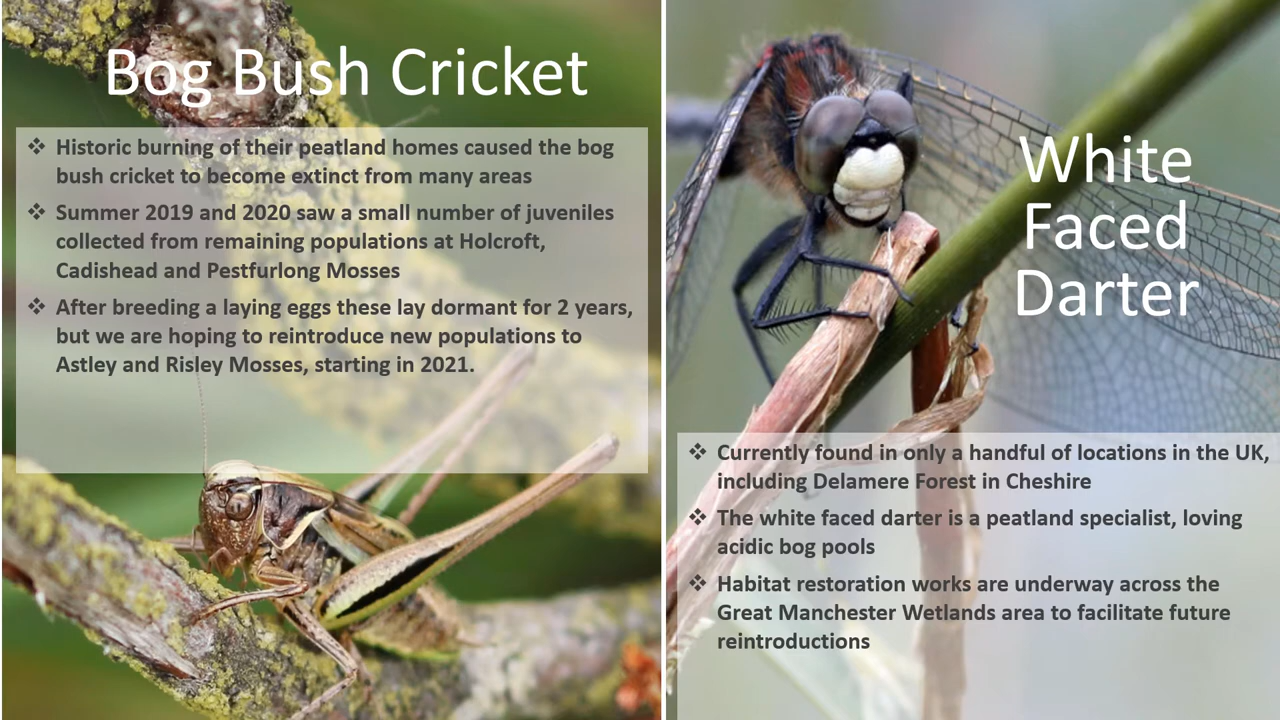 Bog Bush Cricket
❖ Historic burning of their peatland homes caused the bog
bush cricket to become extinct from many areas
❖ Summer 2019 and 2020 saw a small number of juveniles
collected from remaining populations at Holcroft,
Cadishead and Pestfurlong Mosses
❖ After breeding a laying eggs these lay dormant for 2 years,
but we are hoping to reintroduce new populations to
Astley and Risley Mosses, starting in 2021.
White
Faced
Darter
❖ Currently found in only a handful of locations in the UK,
including Delamere Forest in Cheshire
❖ The white faced darter is a peatland specialist, loving
acidic bog pools
❖ Habitat restoration works are underway across the
Great Manchester Wetlands area to facilitate future
reintroductions